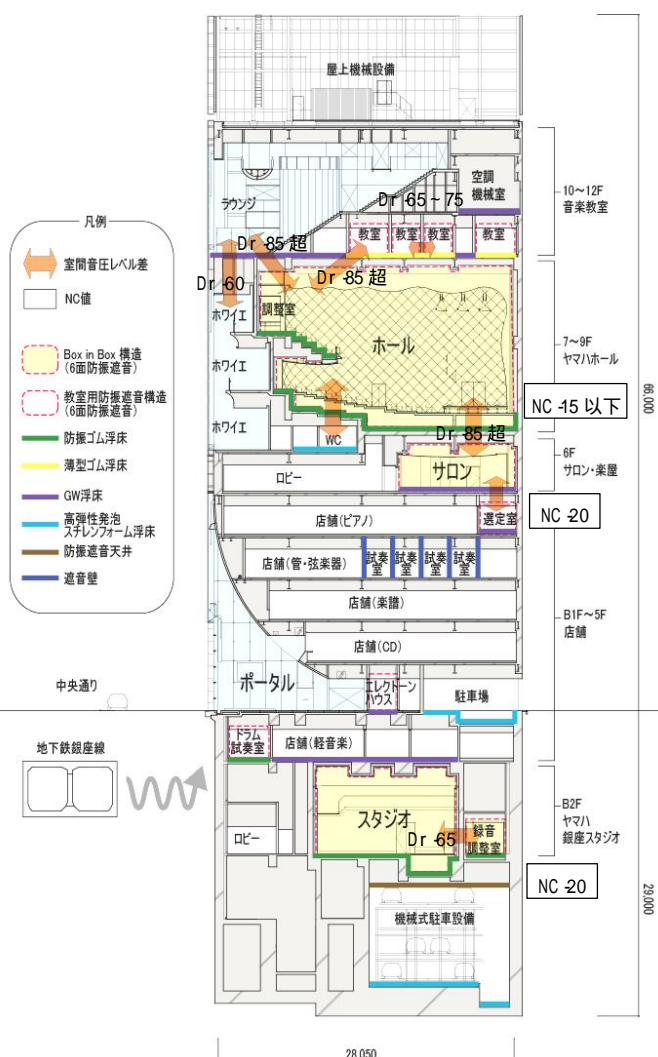 屋上機械設備
ラウンジ
空調
機械室
Dr-65~75
教室
教室
教室
教室
10~12F
音楽教室
凡例
室間音圧レベル差
NC値
Box in Box 構造
(6面防振遮音)
教室用防振遮音構造
(6面防振遮音)
防振ゴム浮床
薄型ゴム浮床
GW浮床
高弾性発泡
スチレンフォーム浮床
防振遮音天井
遮音壁
Dr-85 超
Dr-60
Dr-85 超
調整室
ホワイエ
ホワイエ
ホワイエ
ホール
7~9F
ヤマハホール
NC-15 以下
66,000
WC
Dr-85 超
サロン
ロビー
6F
サロン・楽屋
店舗(ピアノ)
選定室
NC-20
店舗(管・弦楽器)
試奏室
試奏室
試奏室
試奏室
店舗(楽譜)
店舗(CD)
B1F~5F
店舗
ポータル
エレクトーン
ハウス
駐車場
中央通り
地下鉄銀座線
ドラム
試奏室
店舗(軽音楽)
スタジオ
Dr-65
録音
調整室
ロビー
B2F
ヤマハ
銀座スタジオ
NC-20
機械式駐車設備
29,000
28,050